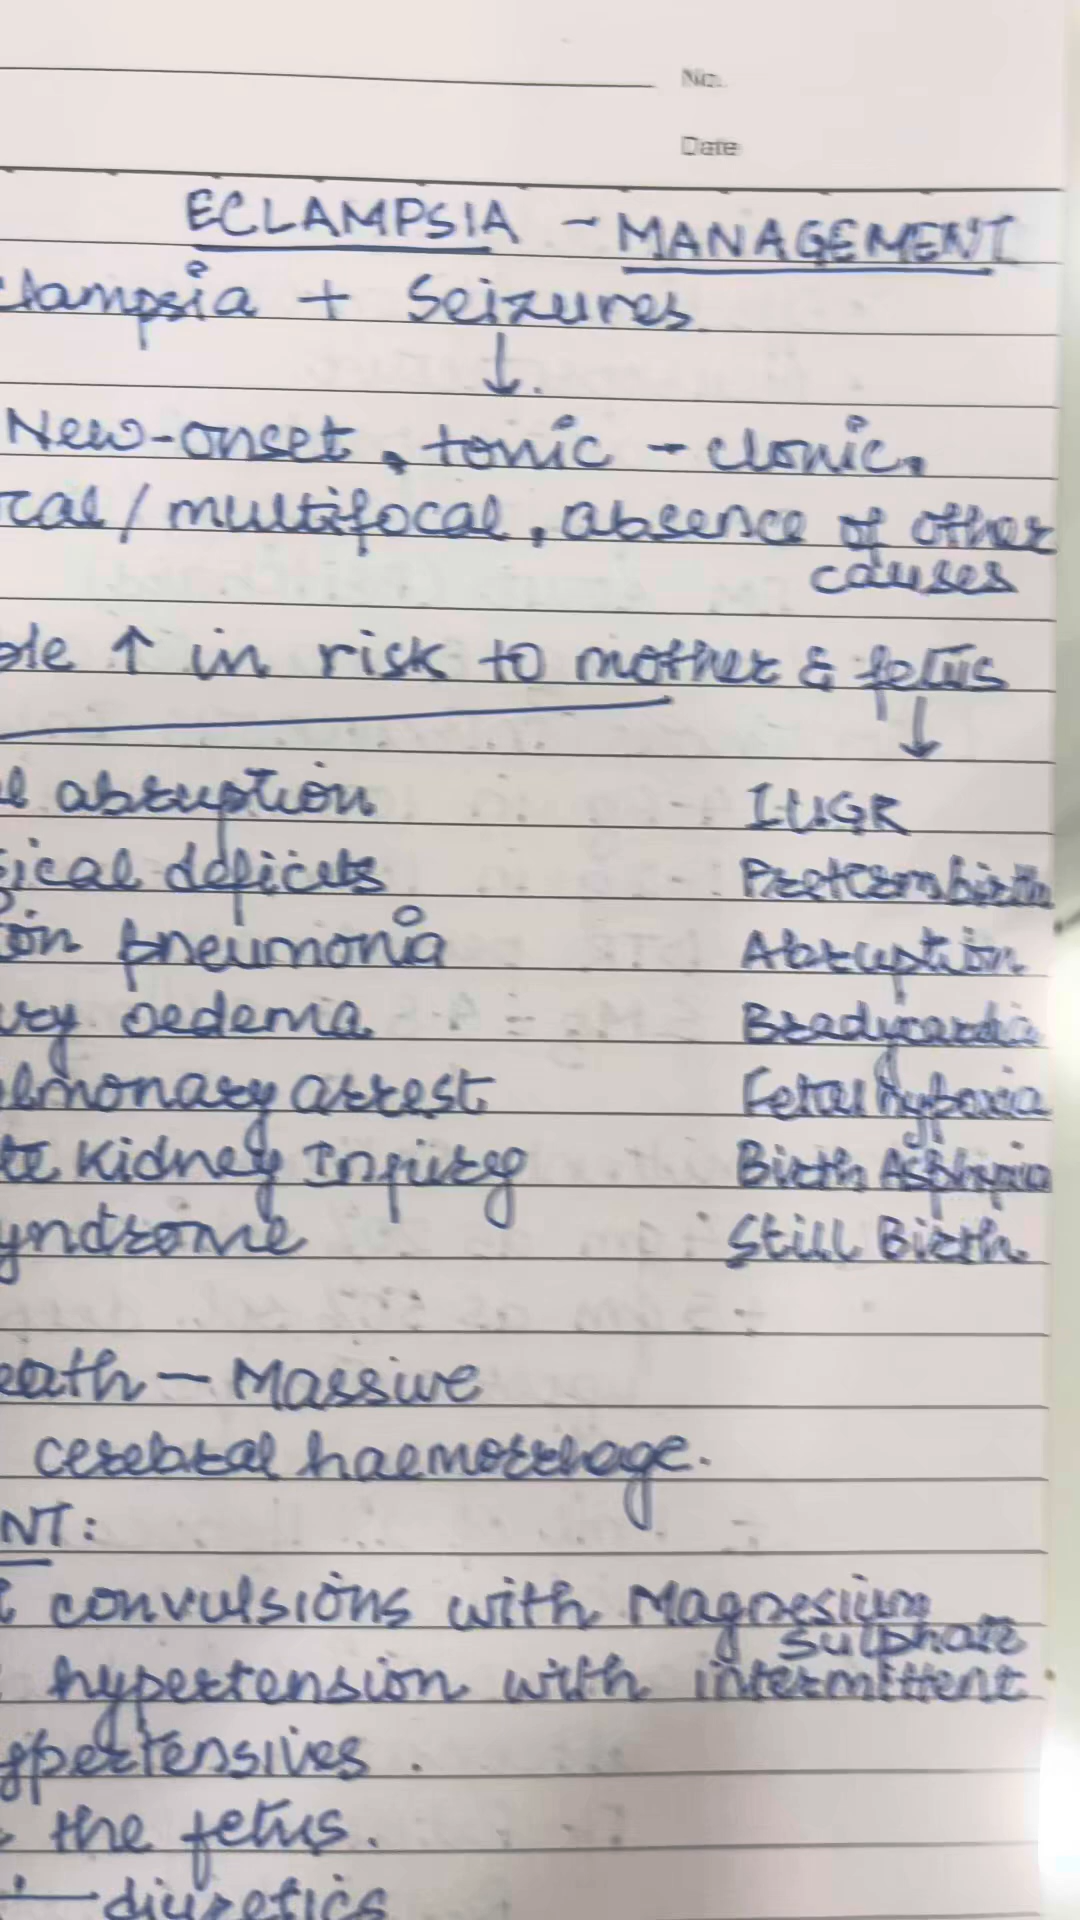 No.
Date
ECLAMPSIA - MANAGEMENT
clampsia + Seizures
↓
New-onset, tonic - clonic,
cal / multifocal, absence of other
causes
ble ↑ in risk to mother & fetus
↓
abruption IUGR
ical deficits Preterm birth
on pneumonia Abruption
ry oedema Bradycardia
lmonary arrest Fetal hypoxia
te Kidney Injury Birth Asphyxia
yndrome Still Birth
eath - Massive
cerebral haemorrhage.
NT:
convulsions with Magnesium
sulphate
hypertension with intermittent
ypertensives.
the fetus.
diuretics